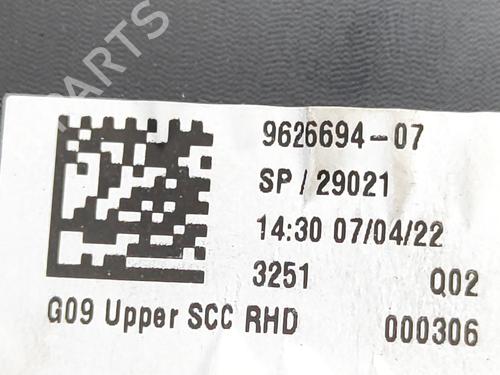 9626694-07
SP / 29021
14:30 07/04/22
3251 Q02
G09 Upper SCC RHD 000306
B-PARTS